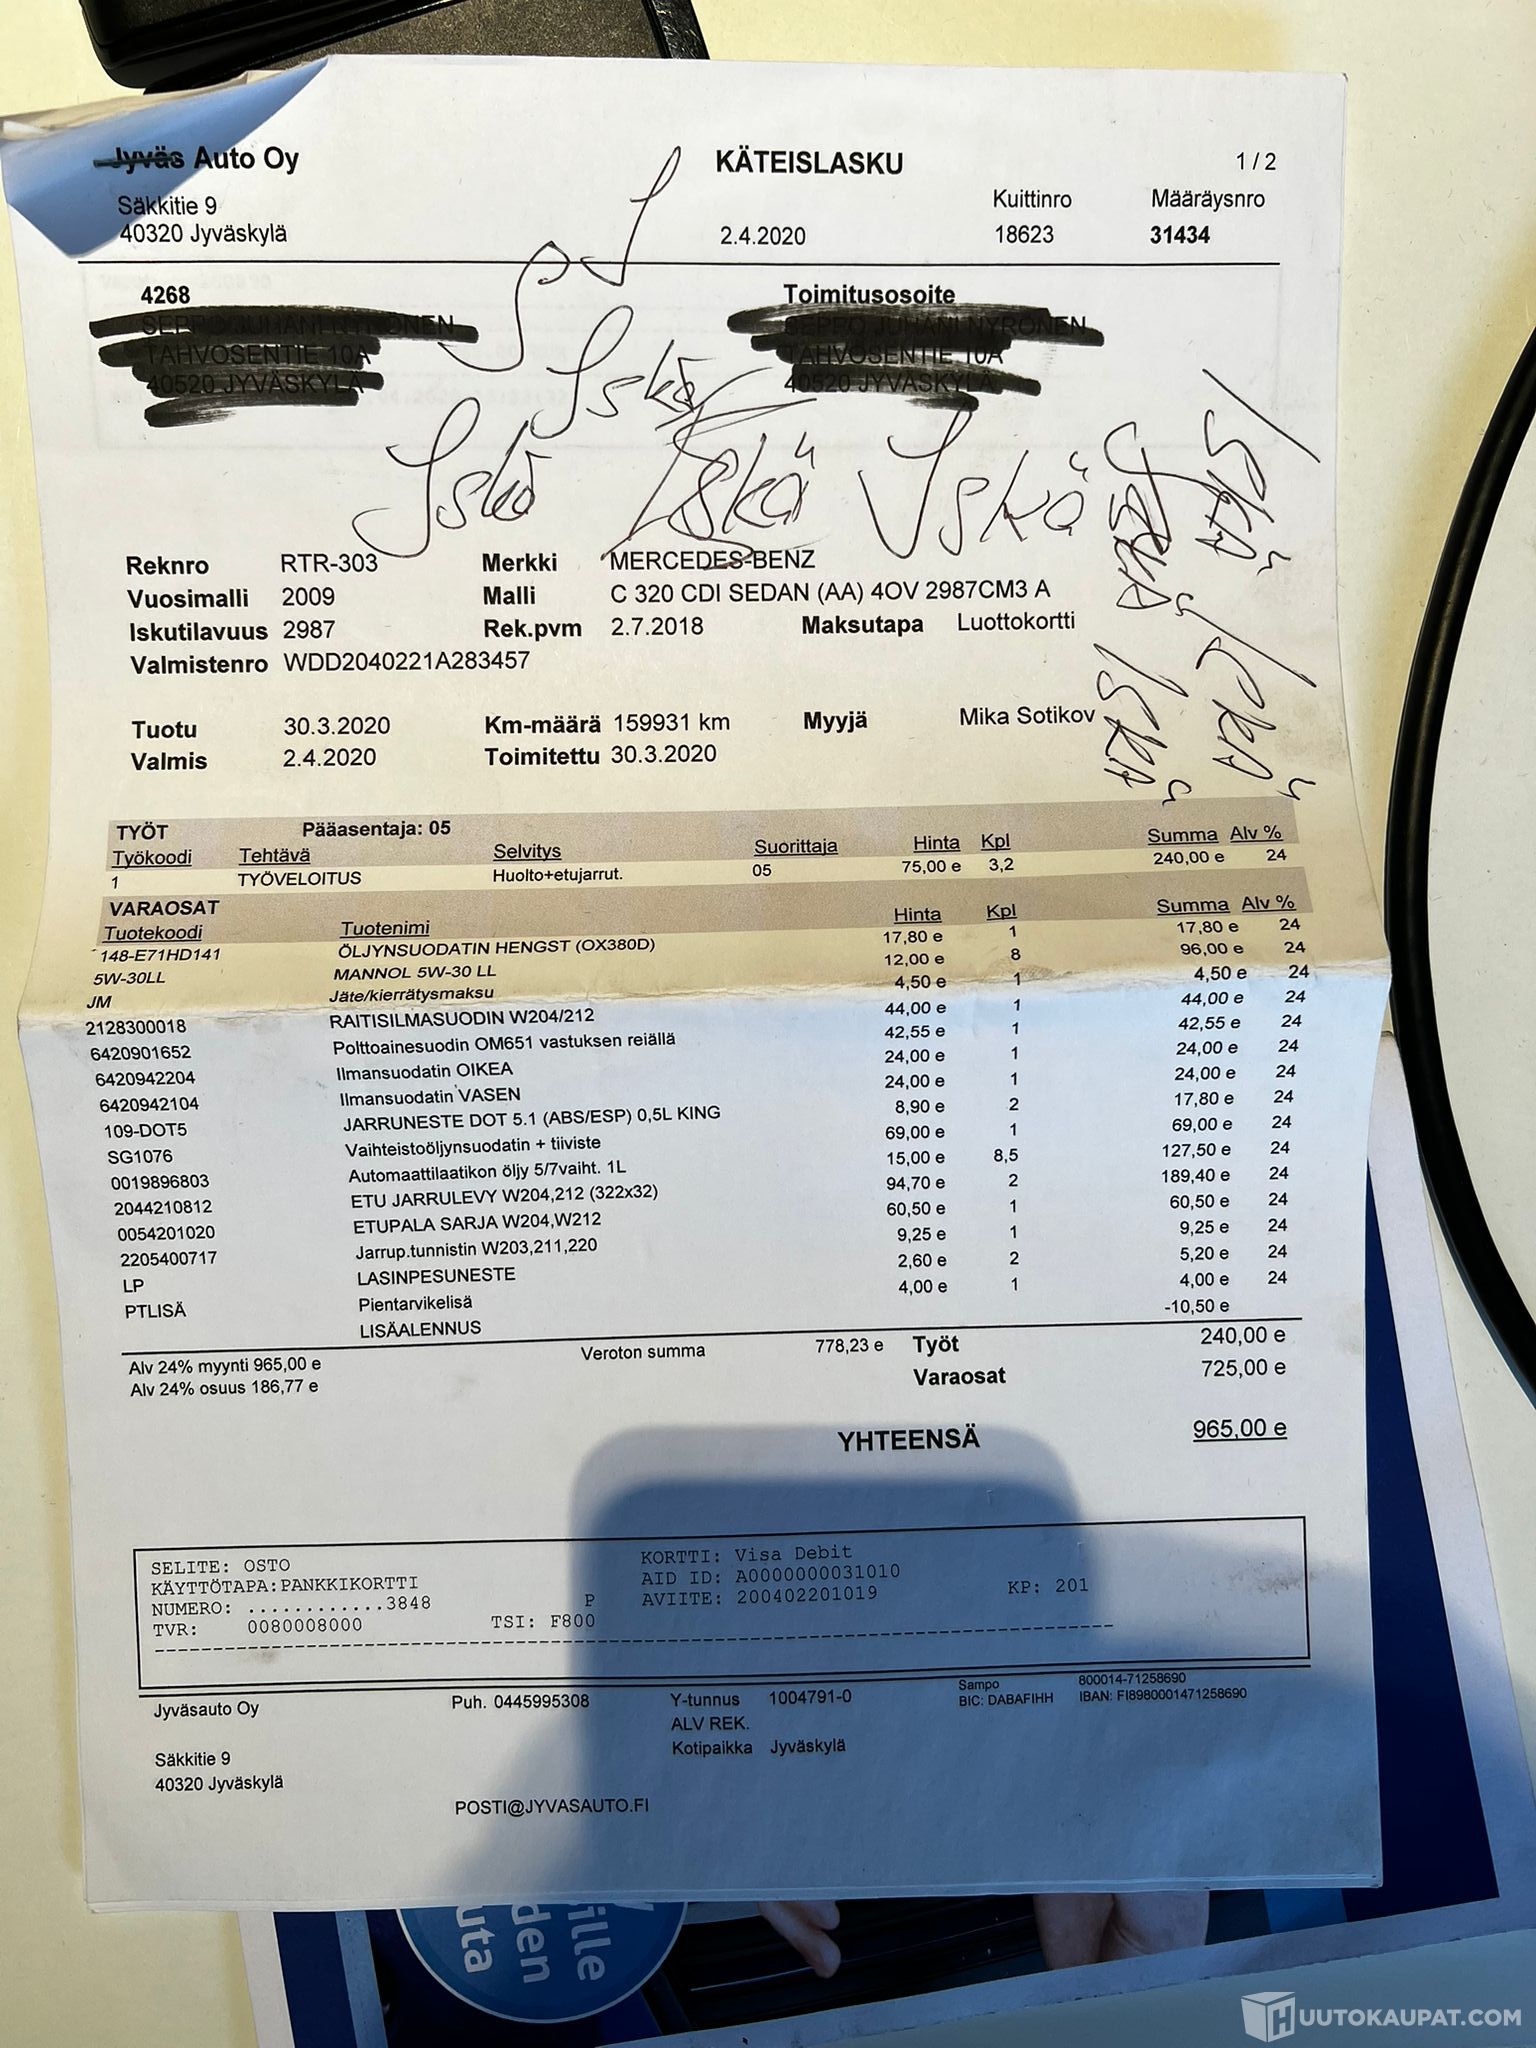 Jyväs Auto Oy KÄTEISLASKU 1 / 2
Säkkitie 9 Kuittinro Määräysnro
40320 Jyväskylä 2.4.2020 18623 31434
4268 Toimitusosoite
Iskä
Iskä Iskä Iskä
Iskä
Reknro RTR-303 Merkki MERCEDES-BENZ
Vuosimalli 2009 Malli C 320 CDI SEDAN (AA) 4OV 2987CM3 A
Iskutilavuus 2987 Rek.pvm 2.7.2018 Maksutapa Luottokortti
Valmistenro WDD2040221A283457
Tuotu 30.3.2020 Km-määrä 159931 km Myyjä Mika Sotikov
Valmis 2.4.2020 Toimitettu 30.3.2020
TYÖT Pääasentaja: 05
Työkoodi Tehtävä Selvitys Suorittaja Hinta Kpl Summa Alv %
1 TYÖVELOITUS Huolto+etujarrut. 05 75,00 e 3,2 240,00 e 24
VARAOSAT
Tuotekoodi Tuotenimi Hinta Kpl Summa Alv %
148-E71HD141 ÖLJYNSUODATIN HENGST (OX380D) 17,80 e 1 17,80 e 24
5W-30LL MANNOL 5W-30 LL 12,00 e 8 96,00 e 24
JM Jäte/kierrätysmaksu 4,50 e 1 4,50 e 24
2128300018 RAITISILMASUODIN W204/212 44,00 e 1 44,00 e 24
6420901652 Polttoainesuodin OM651 vastuksen reiällä 42,55 e 1 42,55 e 24
6420942204 Ilmansuodatin OIKEA 24,00 e 1 24,00 e 24
6420942104 Ilmansuodatin VASEN 24,00 e 1 24,00 e 24
109-DOT5 JARRUNESTE DOT 5.1 (ABS/ESP) 0,5L KING 8,90 e 2 17,80 e 24
SG1076 Vaihteistoöljynsuodatin + tiiviste 69,00 e 1 69,00 e 24
0019896803 Automaattilaatikon öljy 5/7vaiht. 1L 15,00 e 8,5 127,50 e 24
2044210812 ETU JARRULEVY W204,212 (322x32) 94,70 e 2 189,40 e 24
0054201020 ETUPALA SARJA W204,W212 60,50 e 1 60,50 e 24
2205400717 Jarrup.tunnistin W203,211,220 9,25 e 1 9,25 e 24
LP LASINPESUNESTE 2,60 e 2 5,20 e 24
PTLISÄ Pientarvikelisä 4,00 e 1 4,00 e 24
LISÄALENNUS -10,50 e
Alv 24% myynti 965,00 e Veroton summa 778,23 e Työt 240,00 e
Alv 24% osuus 186,77 e Varaosat 725,00 e
YHTEENSÄ 965,00 e
SELITE: OSTO KORTTI: Visa Debit
KÄYTTÖTAPA:PANKKIKORTTI AID ID: A0000000031010
NUMERO: ............3848 P AVIITE: 200402201019 KP: 201
TVR: 0080008000 TSI: F800
Jyväsauto Oy Puh. 0445995308 Y-tunnus 1004791-0 Sampo 800014-71258690
BIC: DABAFIHH IBAN: FI8980001471258690
ALV REK.
Kotipaikka Jyväskylä
Säkkitie 9
40320 Jyväskylä
POSTI@JYVASAUTO.FI
ille
den
uta
HUUTOKAUPAT.COM